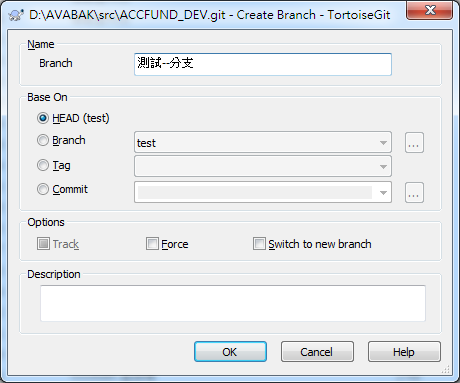 D:\AVABAK\src\ACCFUND_DEV.git - Create Branch - TortoiseGit
Name
Branch
測試--分支
Base On
HEAD (test)
Branch
test
...
Tag
Commit
...
Options
Track
Force
Switch to new branch
Description
OK
Cancel
Help